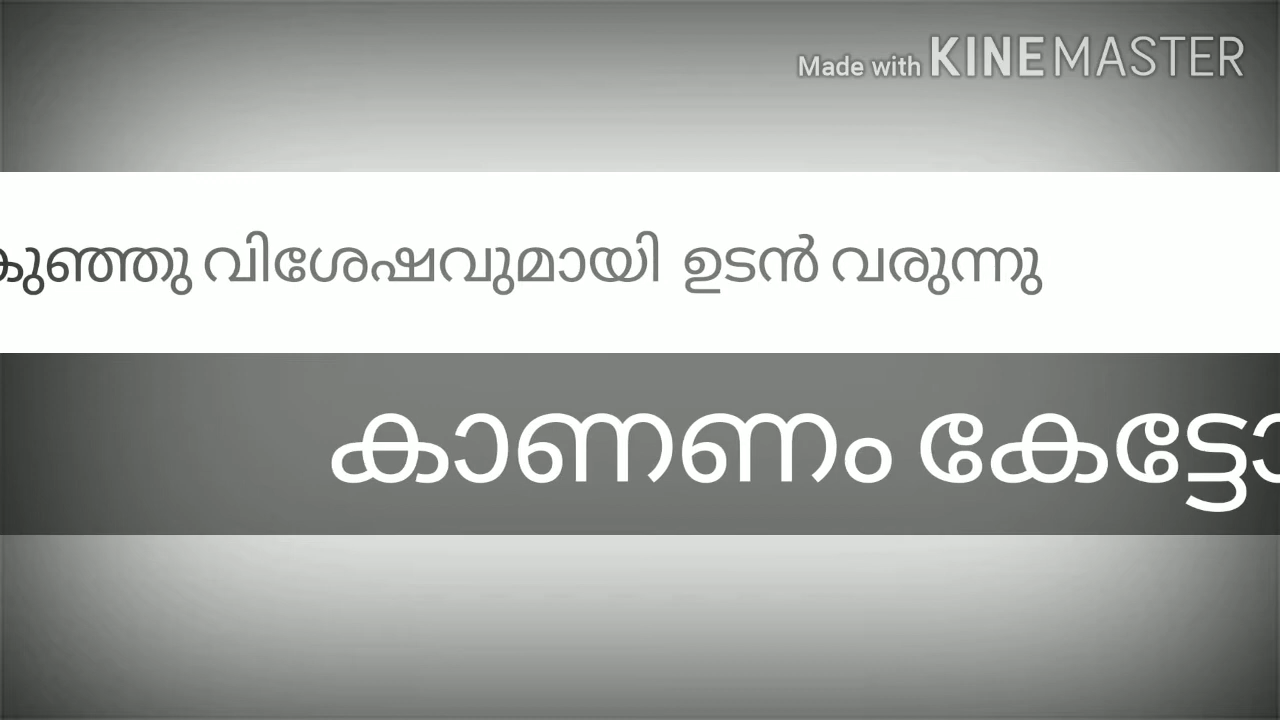 Made with KINEMASTER
കുഞ്ഞു വിശേഷവുമായി ഉടൻ വരുന്നു
കാണണം കേട്ടോ